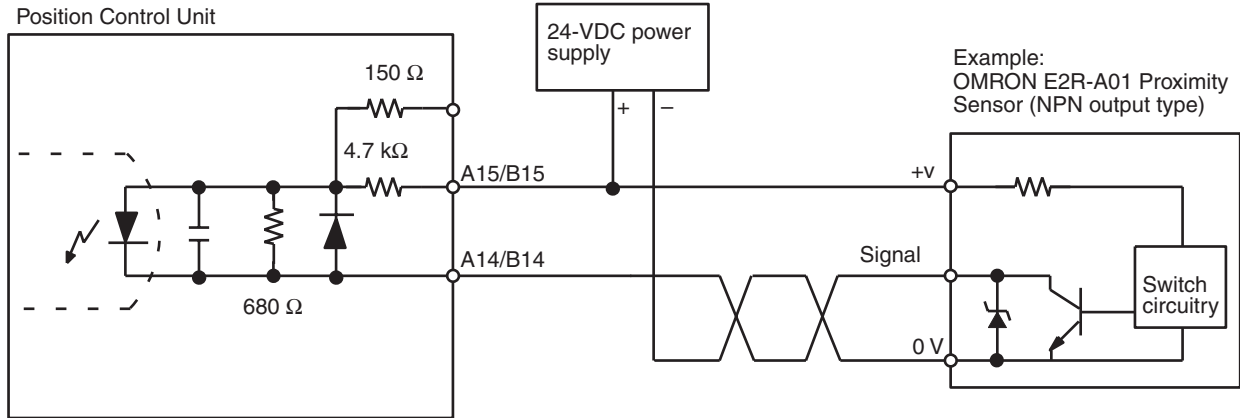 Position Control Unit
24-VDC power
supply
Example:
OMRON E2R-A01 Proximity
Sensor (NPN output type)
150 Ω
+
−
4.7 kΩ
A15/B15
+v
A14/B14
Signal
Switch
circuitry
680 Ω
0 V